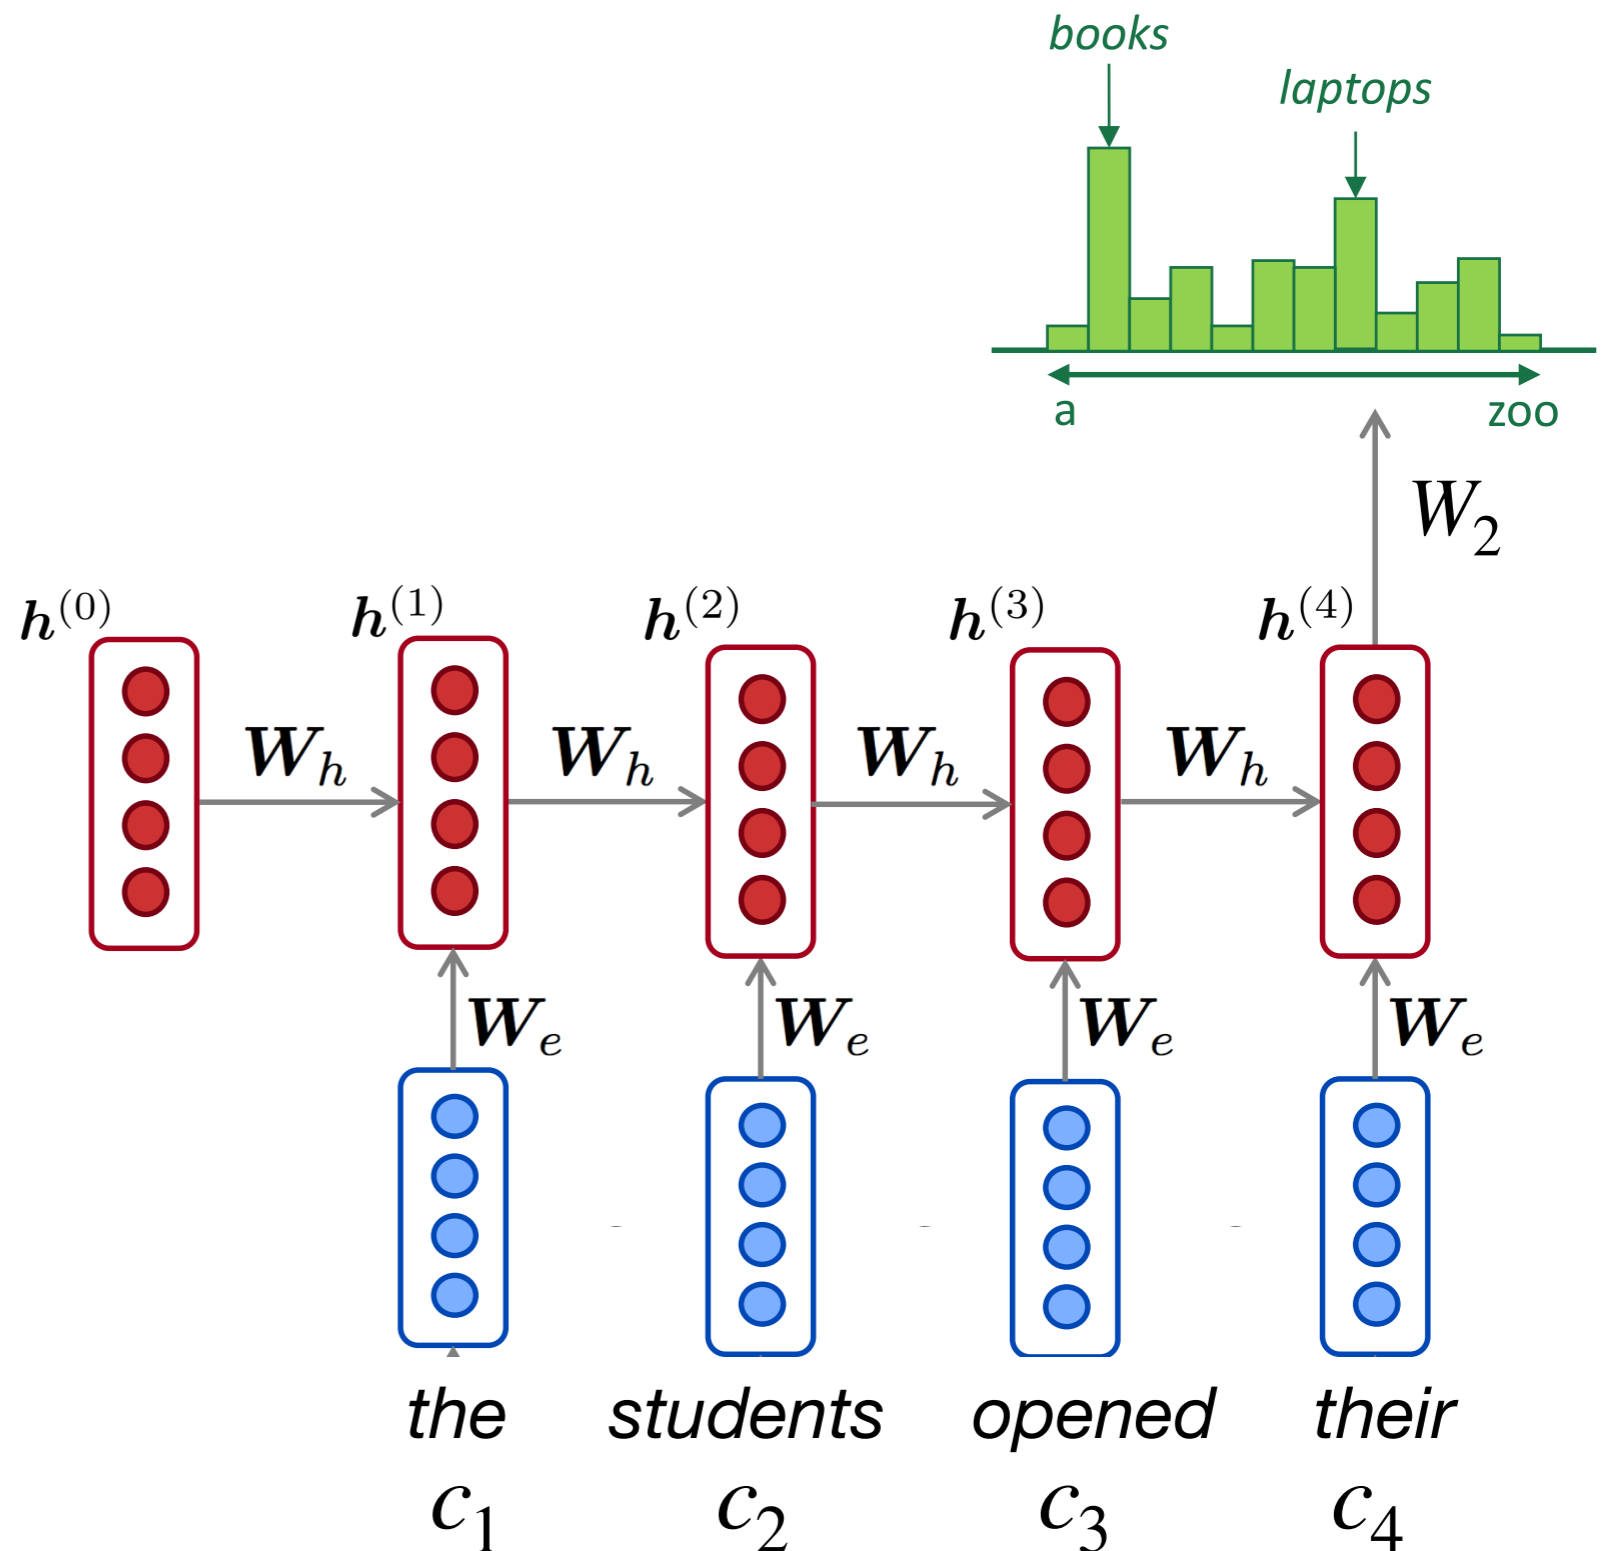 books
laptops
a zoo
W₂
h⁽⁰⁾ h⁽¹⁾ h⁽²⁾ h⁽³⁾ h⁽⁴⁾
Wₕ Wₕ Wₕ Wₕ
Wₑ Wₑ Wₑ Wₑ
the students opened their
c₁ c₂ c₃ c₄